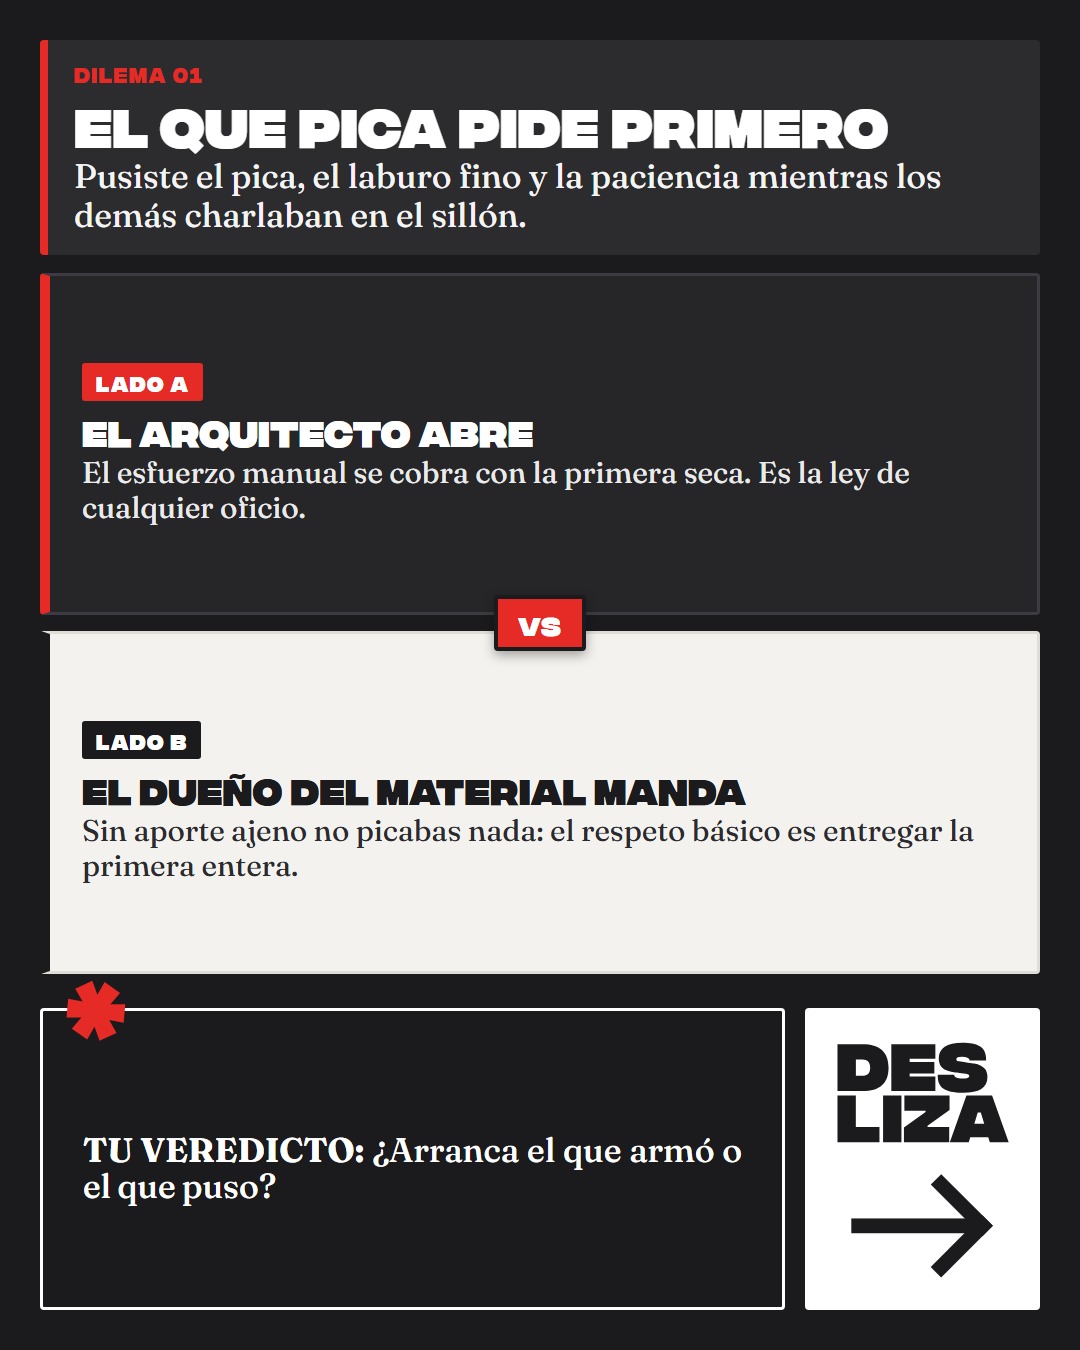 DILEMA 01
EL QUE PICA PIDE PRIMERO
Pusiste el pica, el laburo fino y la paciencia mientras los
demás charlaban en el sillón.
LADO A
EL ARQUITECTO ABRE
El esfuerzo manual se cobra con la primera seca. Es la ley de
cualquier oficio.
VS
LADO B
EL DUEÑO DEL MATERIAL MANDA
Sin aporte ajeno no picabas nada: el respeto básico es entregar la
primera entera.
TU VEREDICTO: ¿Arranca el que armó o
el que puso?
DES
LIZA